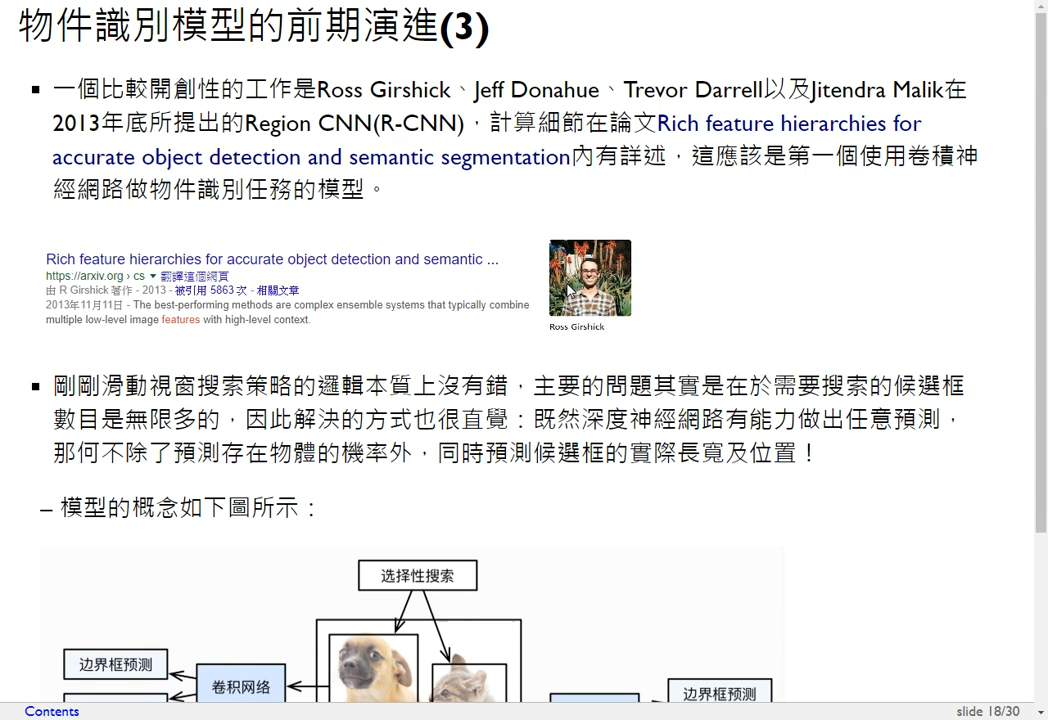 物件識別模型的前期演進(3)
▪ 一個比較開創性的工作是Ross Girshick、Jeff Donahue、Trevor Darrell以及Jitendra Malik在
2013年底所提出的Region CNN(R-CNN)，計算細節在論文Rich feature hierarchies for
accurate object detection and semantic segmentation內有詳述，這應該是第一個使用卷積神
經網路做物件識別任務的模型。
Rich feature hierarchies for accurate object detection and semantic ...
https://arxiv.org › cs ▼ 翻譯這個網頁
由 R Girshick 著作 - 2013 - 被引用 5863 次 - 相關文章
2013年11月11日 - The best-performing methods are complex ensemble systems that typically combine
multiple low-level image features with high-level context.
Ross Girshick
▪ 剛剛滑動視窗搜索策略的邏輯本質上沒有錯，主要的問題其實是在於需要搜索的候選框
數目是無限多的，因此解決的方式也很直覺：既然深度神經網路有能力做出任意預測，
那何不除了預測存在物體的機率外，同時預測候選框的實際長寬及位置！
– 模型的概念如下圖所示：
选择性搜索
边界框预测
卷积网络
边界框预测
Contents
slide 18/30